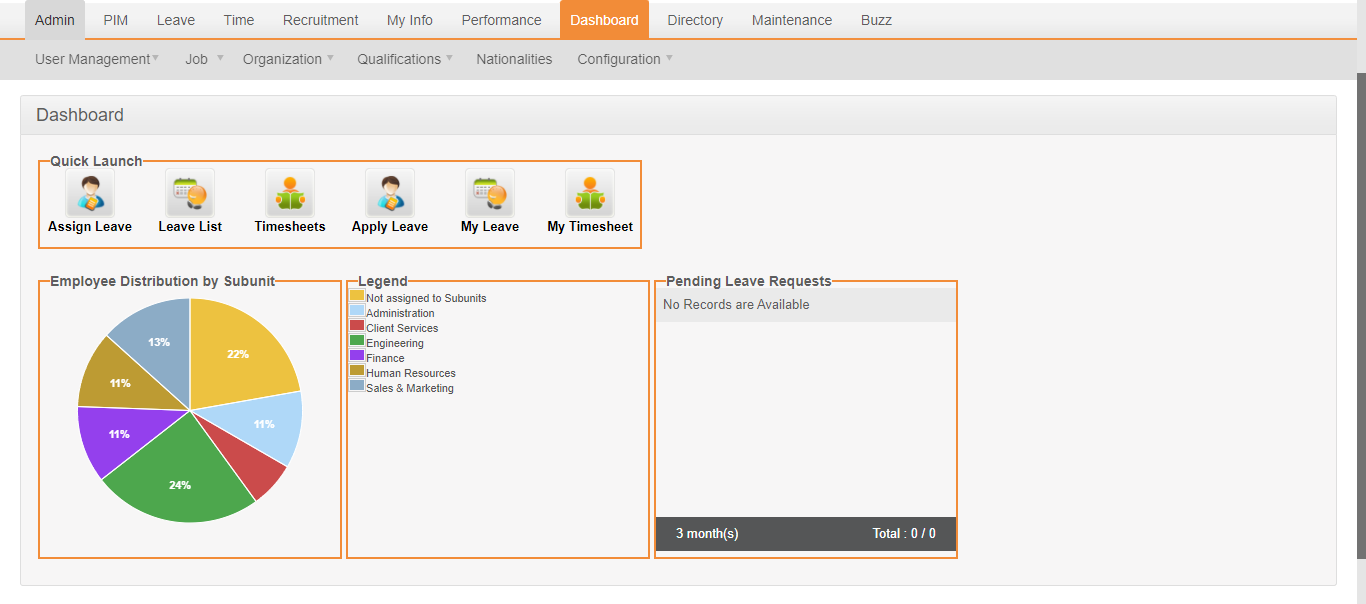 Admin PIM Leave Time Recruitment My Info Performance Dashboard Directory Maintenance Buzz
User Management Job Organization Qualifications Nationalities Configuration
Dashboard
Quick Launch
Assign Leave Leave List Timesheets Apply Leave My Leave My Timesheet
Employee Distribution by Subunit
13%
22%
11%
11%
11%
24%
Legend
Not assigned to Subunits
Administration
Client Services
Engineering
Finance
Human Resources
Sales & Marketing
Pending Leave Requests
No Records are Available
3 month(s) Total : 0 / 0